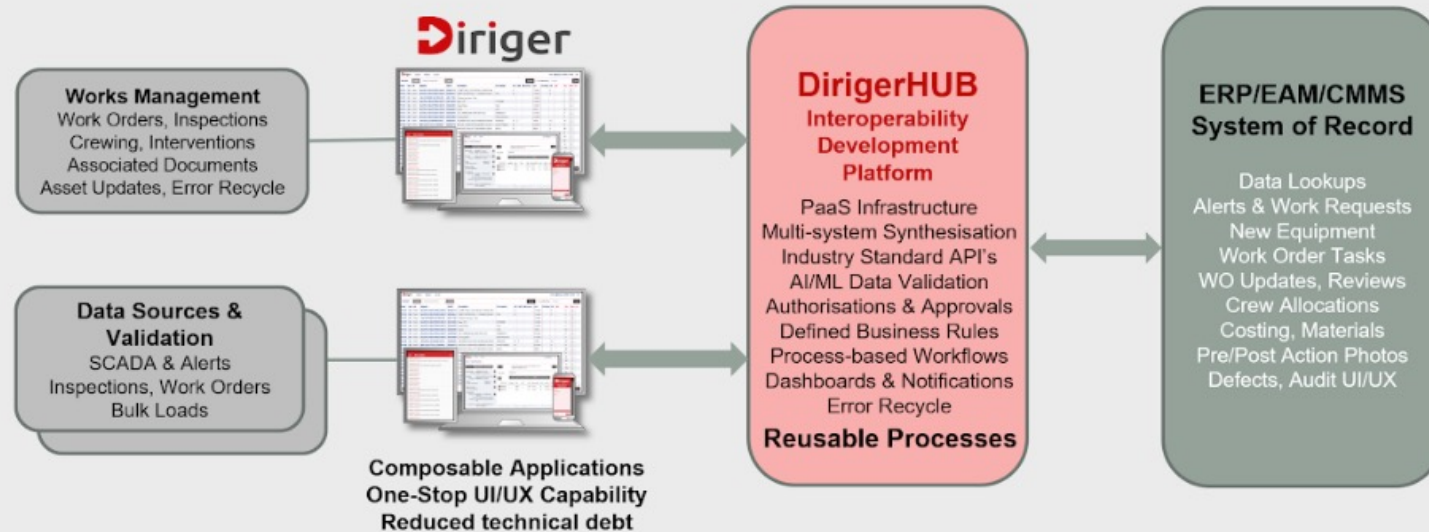 Diriger
Works Management
Work Orders, Inspections
Crewing, Interventions
Associated Documents
Asset Updates, Error Recycle
Data Sources &
Validation
SCADA & Alerts
Inspections, Work Orders
Bulk Loads
Composable Applications
One-Stop UI/UX Capability
Reduced technical debt
DirigerHUB
Interoperability
Development
Platform
PaaS Infrastructure
Multi-system Synthesisation
Industry Standard API's
AI/ML Data Validation
Authorisations & Approvals
Defined Business Rules
Process-based Workflows
Dashboards & Notifications
Error Recycle
Reusable Processes
ERP/EAM/CMMS
System of Record
Data Lookups
Alerts & Work Requests
New Equipment
Work Order Tasks
WO Updates, Reviews
Crew Allocations
Costing, Materials
Pre/Post Action Photos
Defects, Audit UI/UX